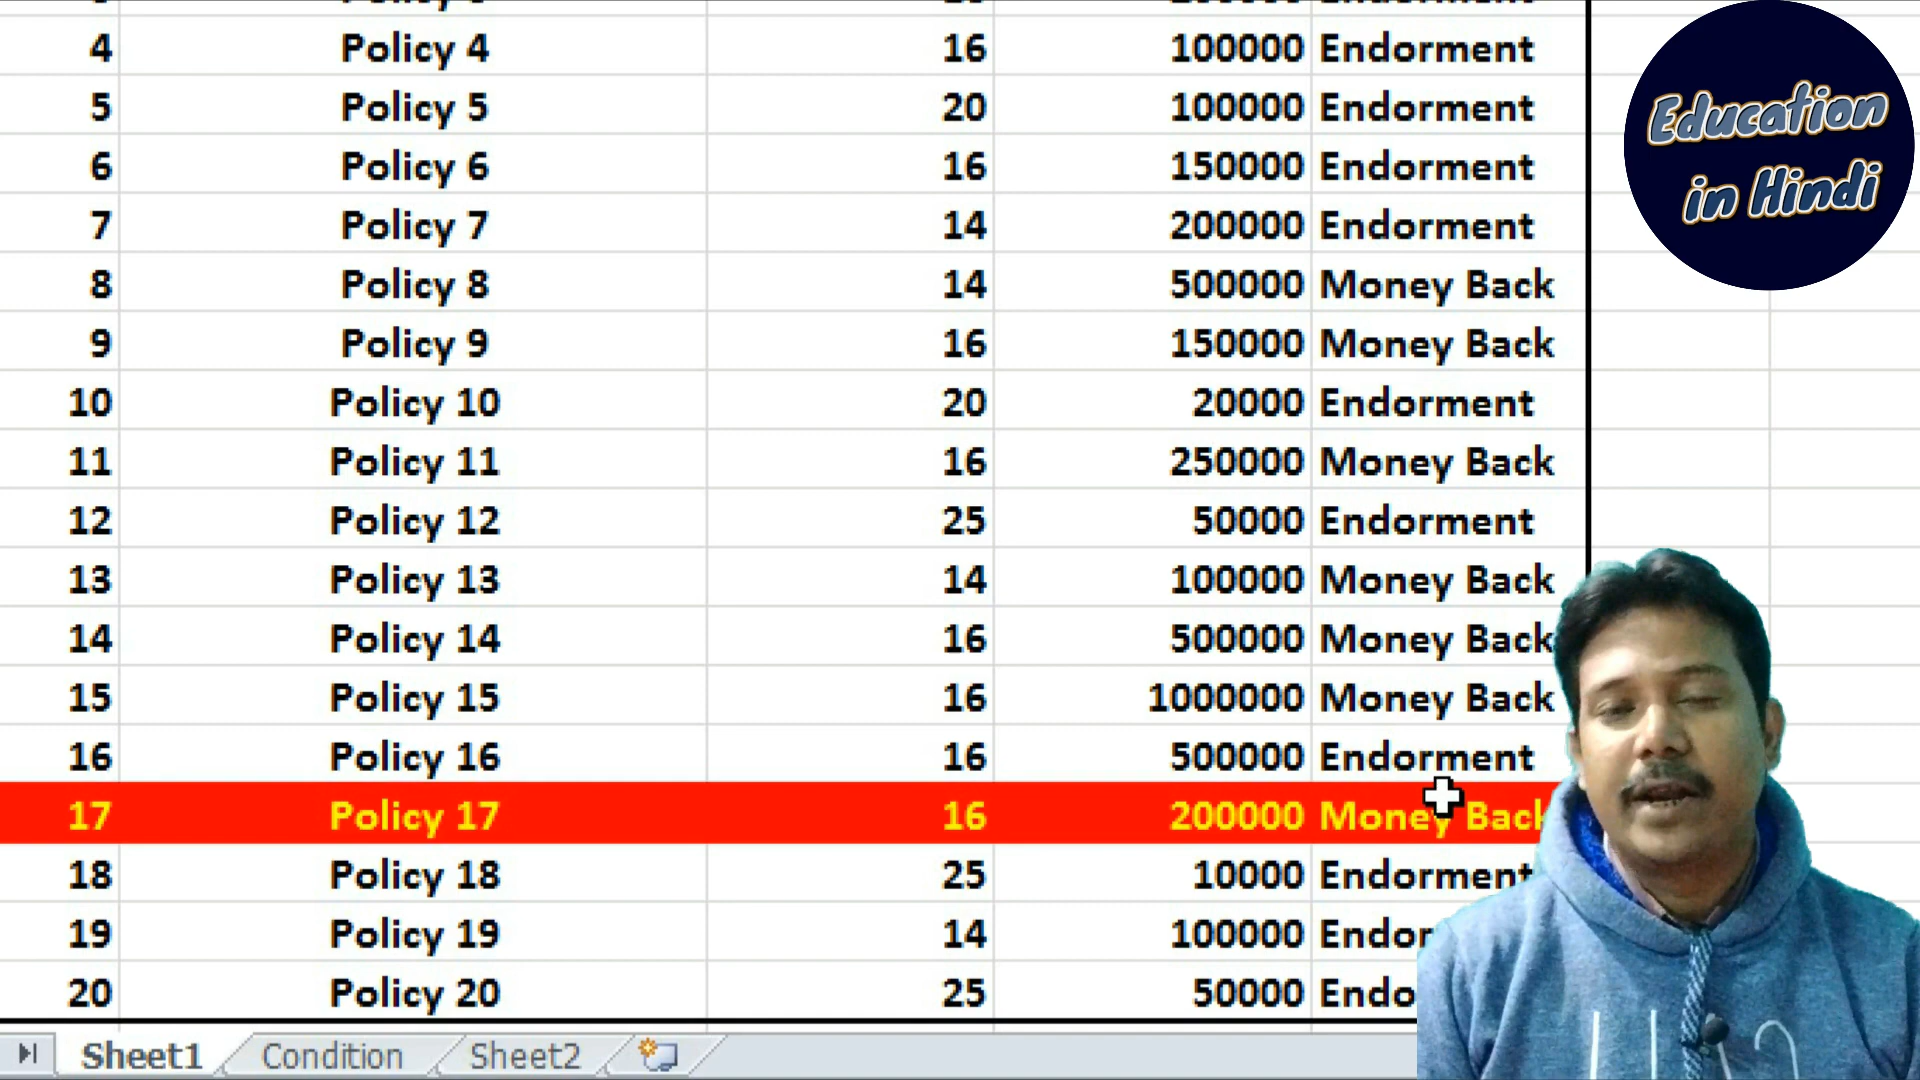 4 Policy 4 16 100000 Endorment
5 Policy 5 20 100000 Endorment
6 Policy 6 16 150000 Endorment
7 Policy 7 14 200000 Endorment
8 Policy 8 14 500000 Money Back
9 Policy 9 16 150000 Money Back
10 Policy 10 20 20000 Endorment
11 Policy 11 16 250000 Money Back
12 Policy 12 25 50000 Endorment
13 Policy 13 14 100000 Money Back
14 Policy 14 16 500000 Money Back
15 Policy 15 16 1000000 Money Back
16 Policy 16 16 500000 Endorment
17 Policy 17 16 200000 Money Back
18 Policy 18 25 10000 Endorment
19 Policy 19 14 100000 Endor
20 Policy 20 25 50000 Endo
Sheet1 Condition Sheet2
Education
in Hindi